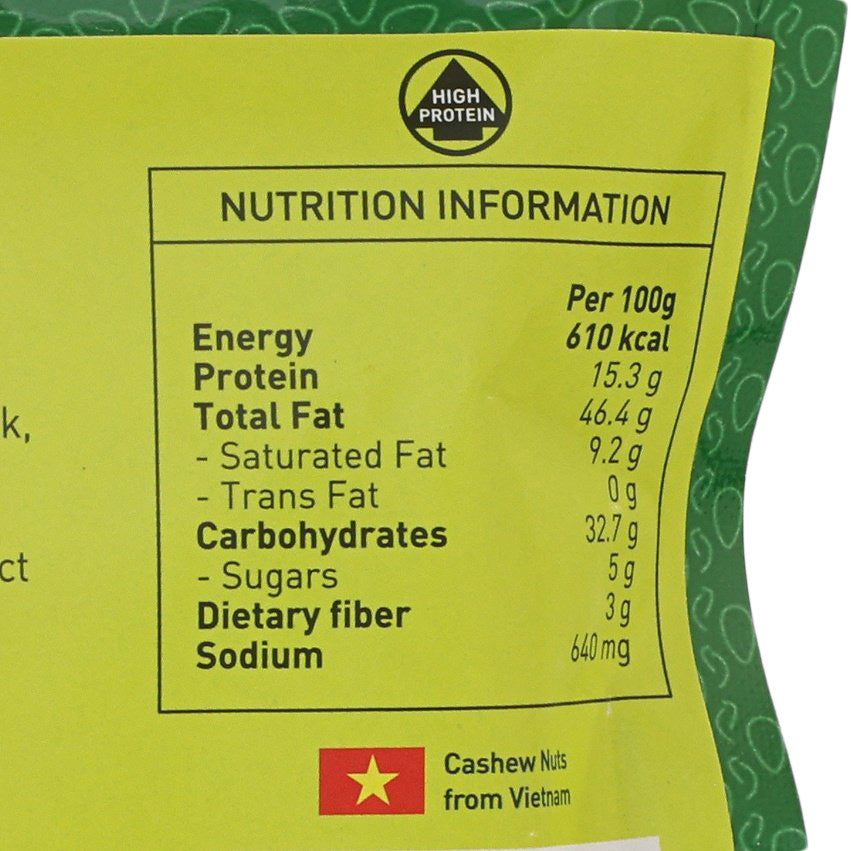 HIGH
PROTEIN
NUTRITION INFORMATION
Per 100g
Energy 610 kcal
Protein 15.3 g
Total Fat 46.4 g
- Saturated Fat 9.2 g
- Trans Fat 0 g
k,
Carbohydrates 32.7 g
ct
- Sugars 5 g
Dietary fiber 3 g
Sodium 640 mg
Cashew Nuts
from Vietnam